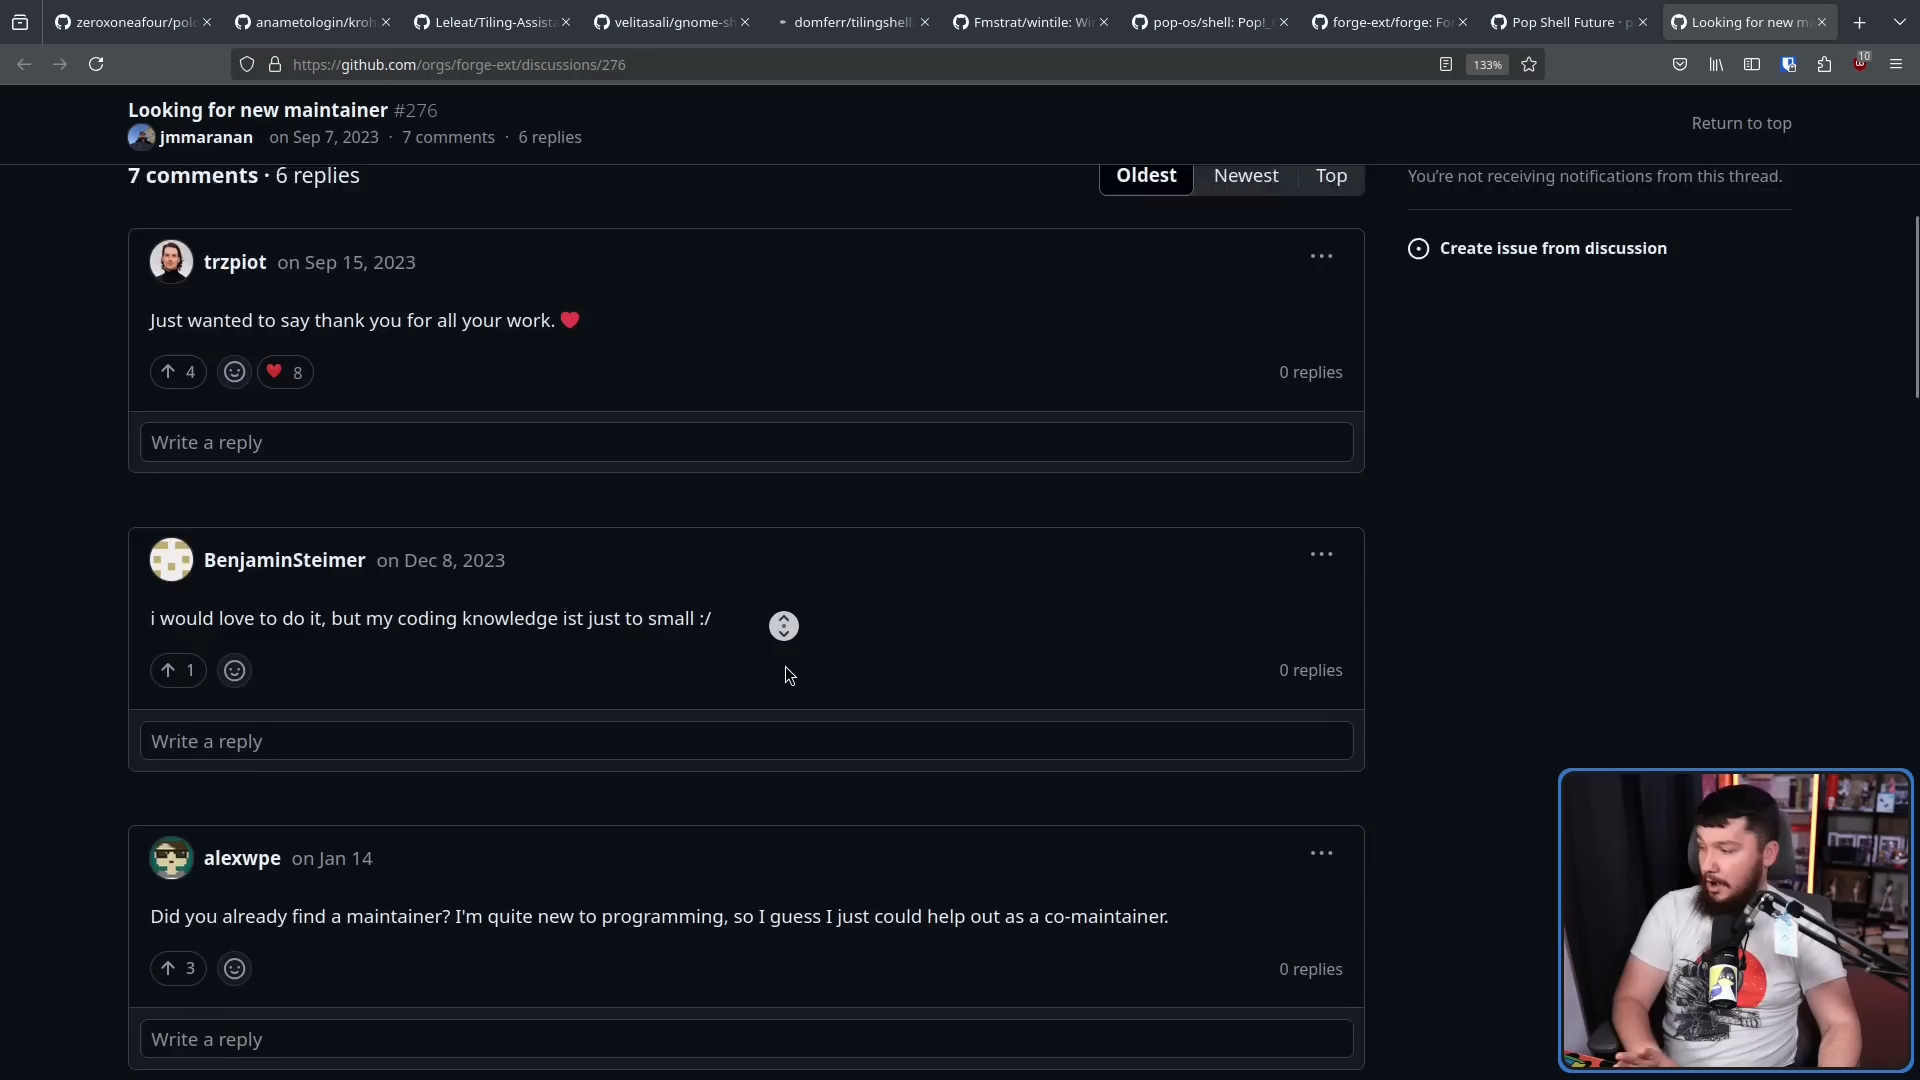 zeroxoneafour/polo
anametologin/kroh
Leleat/Tiling-Assista
velitasali/gnome-sh
domferr/tilingshell
Fmstrat/wintile: Wi
pop-os/shell: Pop!_
forge-ext/forge: Fo
Pop Shell Future · p
Looking for new m
https://github.com/orgs/forge-ext/discussions/276
133%
10
Looking for new maintainer #276
jmmaranan on Sep 7, 2023 · 7 comments · 6 replies
Return to top
7 comments · 6 replies
Oldest Newest Top
You're not receiving notifications from this thread.
Create issue from discussion
trzpiot on Sep 15, 2023
Just wanted to say thank you for all your work. ❤️
4
8
0 replies
Write a reply
BenjaminSteimer on Dec 8, 2023
i would love to do it, but my coding knowledge ist just to small :/
1
0 replies
Write a reply
alexwpe on Jan 14
Did you already find a maintainer? I'm quite new to programming, so I guess I just could help out as a co-maintainer.
3
0 replies
Write a reply